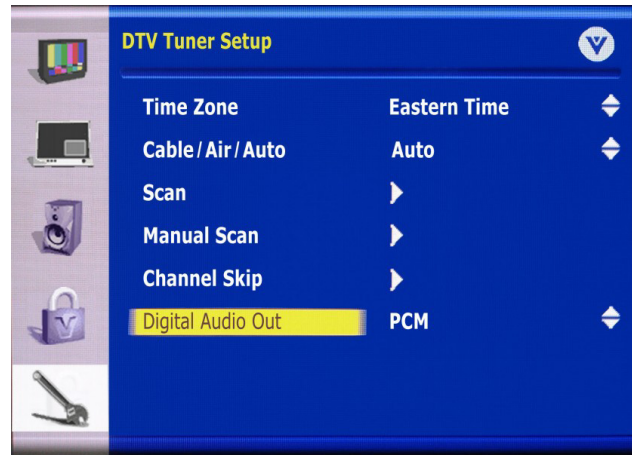 DTV Tuner Setup
Time Zone Eastern Time
Cable/Air/Auto Auto
Scan
Manual Scan
Channel Skip
Digital Audio Out PCM